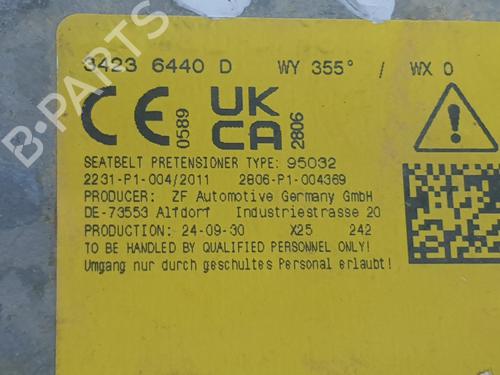 3423 6440 D WY 355° / WX 0
CE 0589 UK CA 2806
SEATBELT PRETENSIONER TYPE: 95032
2231-P1-004/2011 2806-P1-004369
PRODUCER: ZF Automotive Germany GmbH
DE-73553 Alfdorf Industriestrasse 20
PRODUCTION: 24-09-30 X25 242
TO BE HANDLED BY QUALIFIED PERSONNEL ONLY!
Umgang nur durch geschultes Personal erlaubt!
B-PARTS